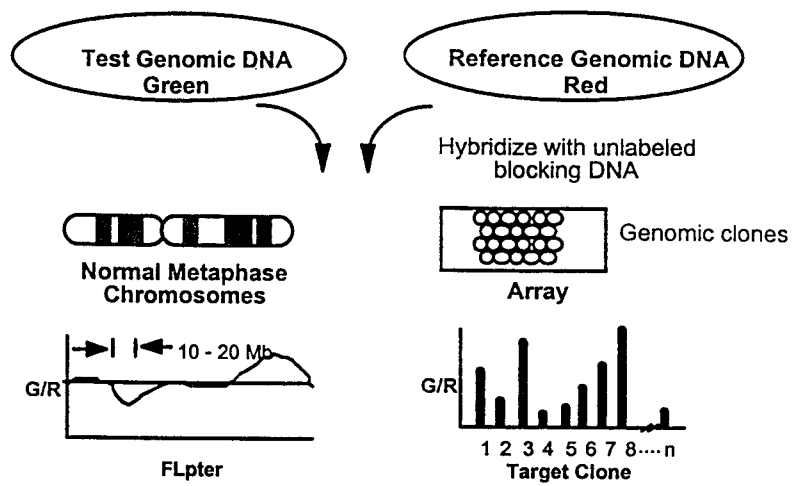 Test Genomic DNA
Green
Reference Genomic DNA
Red
Hybridize with unlabeled
blocking DNA
Normal Metaphase
Chromosomes
Genomic clones
Array
10 - 20 Mb
G/R
FLpter
G/R
1 2 3 4 5 6 7 8····n
Target Clone